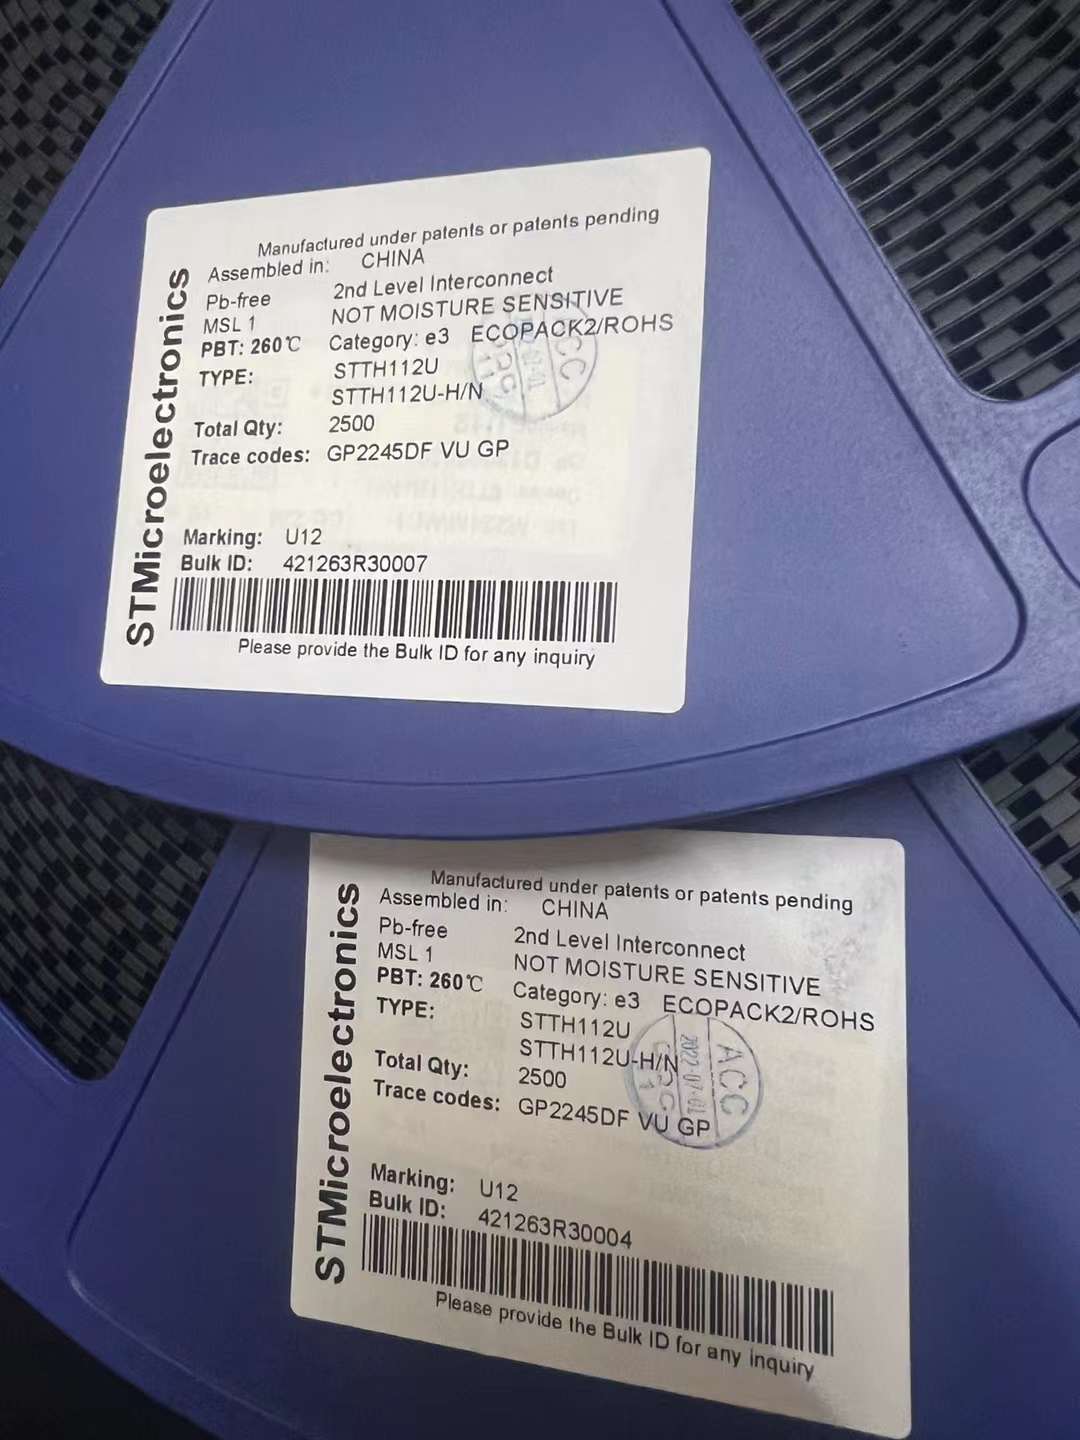 STMicroelectronics
Manufactured under patents or patents pending
Assembled in: CHINA
Pb-free 2nd Level Interconnect
MSL 1 NOT MOISTURE SENSITIVE
PBT: 260℃ Category: e3 ECOPACK2/ROHS
TYPE: STTH112U
STTH112U-H/N
Total Qty: 2500
Trace codes: GP2245DF VU GP
ACC
Marking: U12
Bulk ID: 421263R30007
Please provide the Bulk ID for any inquiry
STMicroelectronics
Manufactured under patents or patents pending
Assembled in: CHINA
Pb-free 2nd Level Interconnect
MSL 1 NOT MOISTURE SENSITIVE
PBT: 260℃ Category: e3 ECOPACK2/ROHS
TYPE: STTH112U
STTH112U-H/N
Total Qty: 2500
Trace codes: GP2245DF VU GP
ACC
2022-07-01
Marking: U12
Bulk ID: 421263R30004
Please provide the Bulk ID for any inquiry